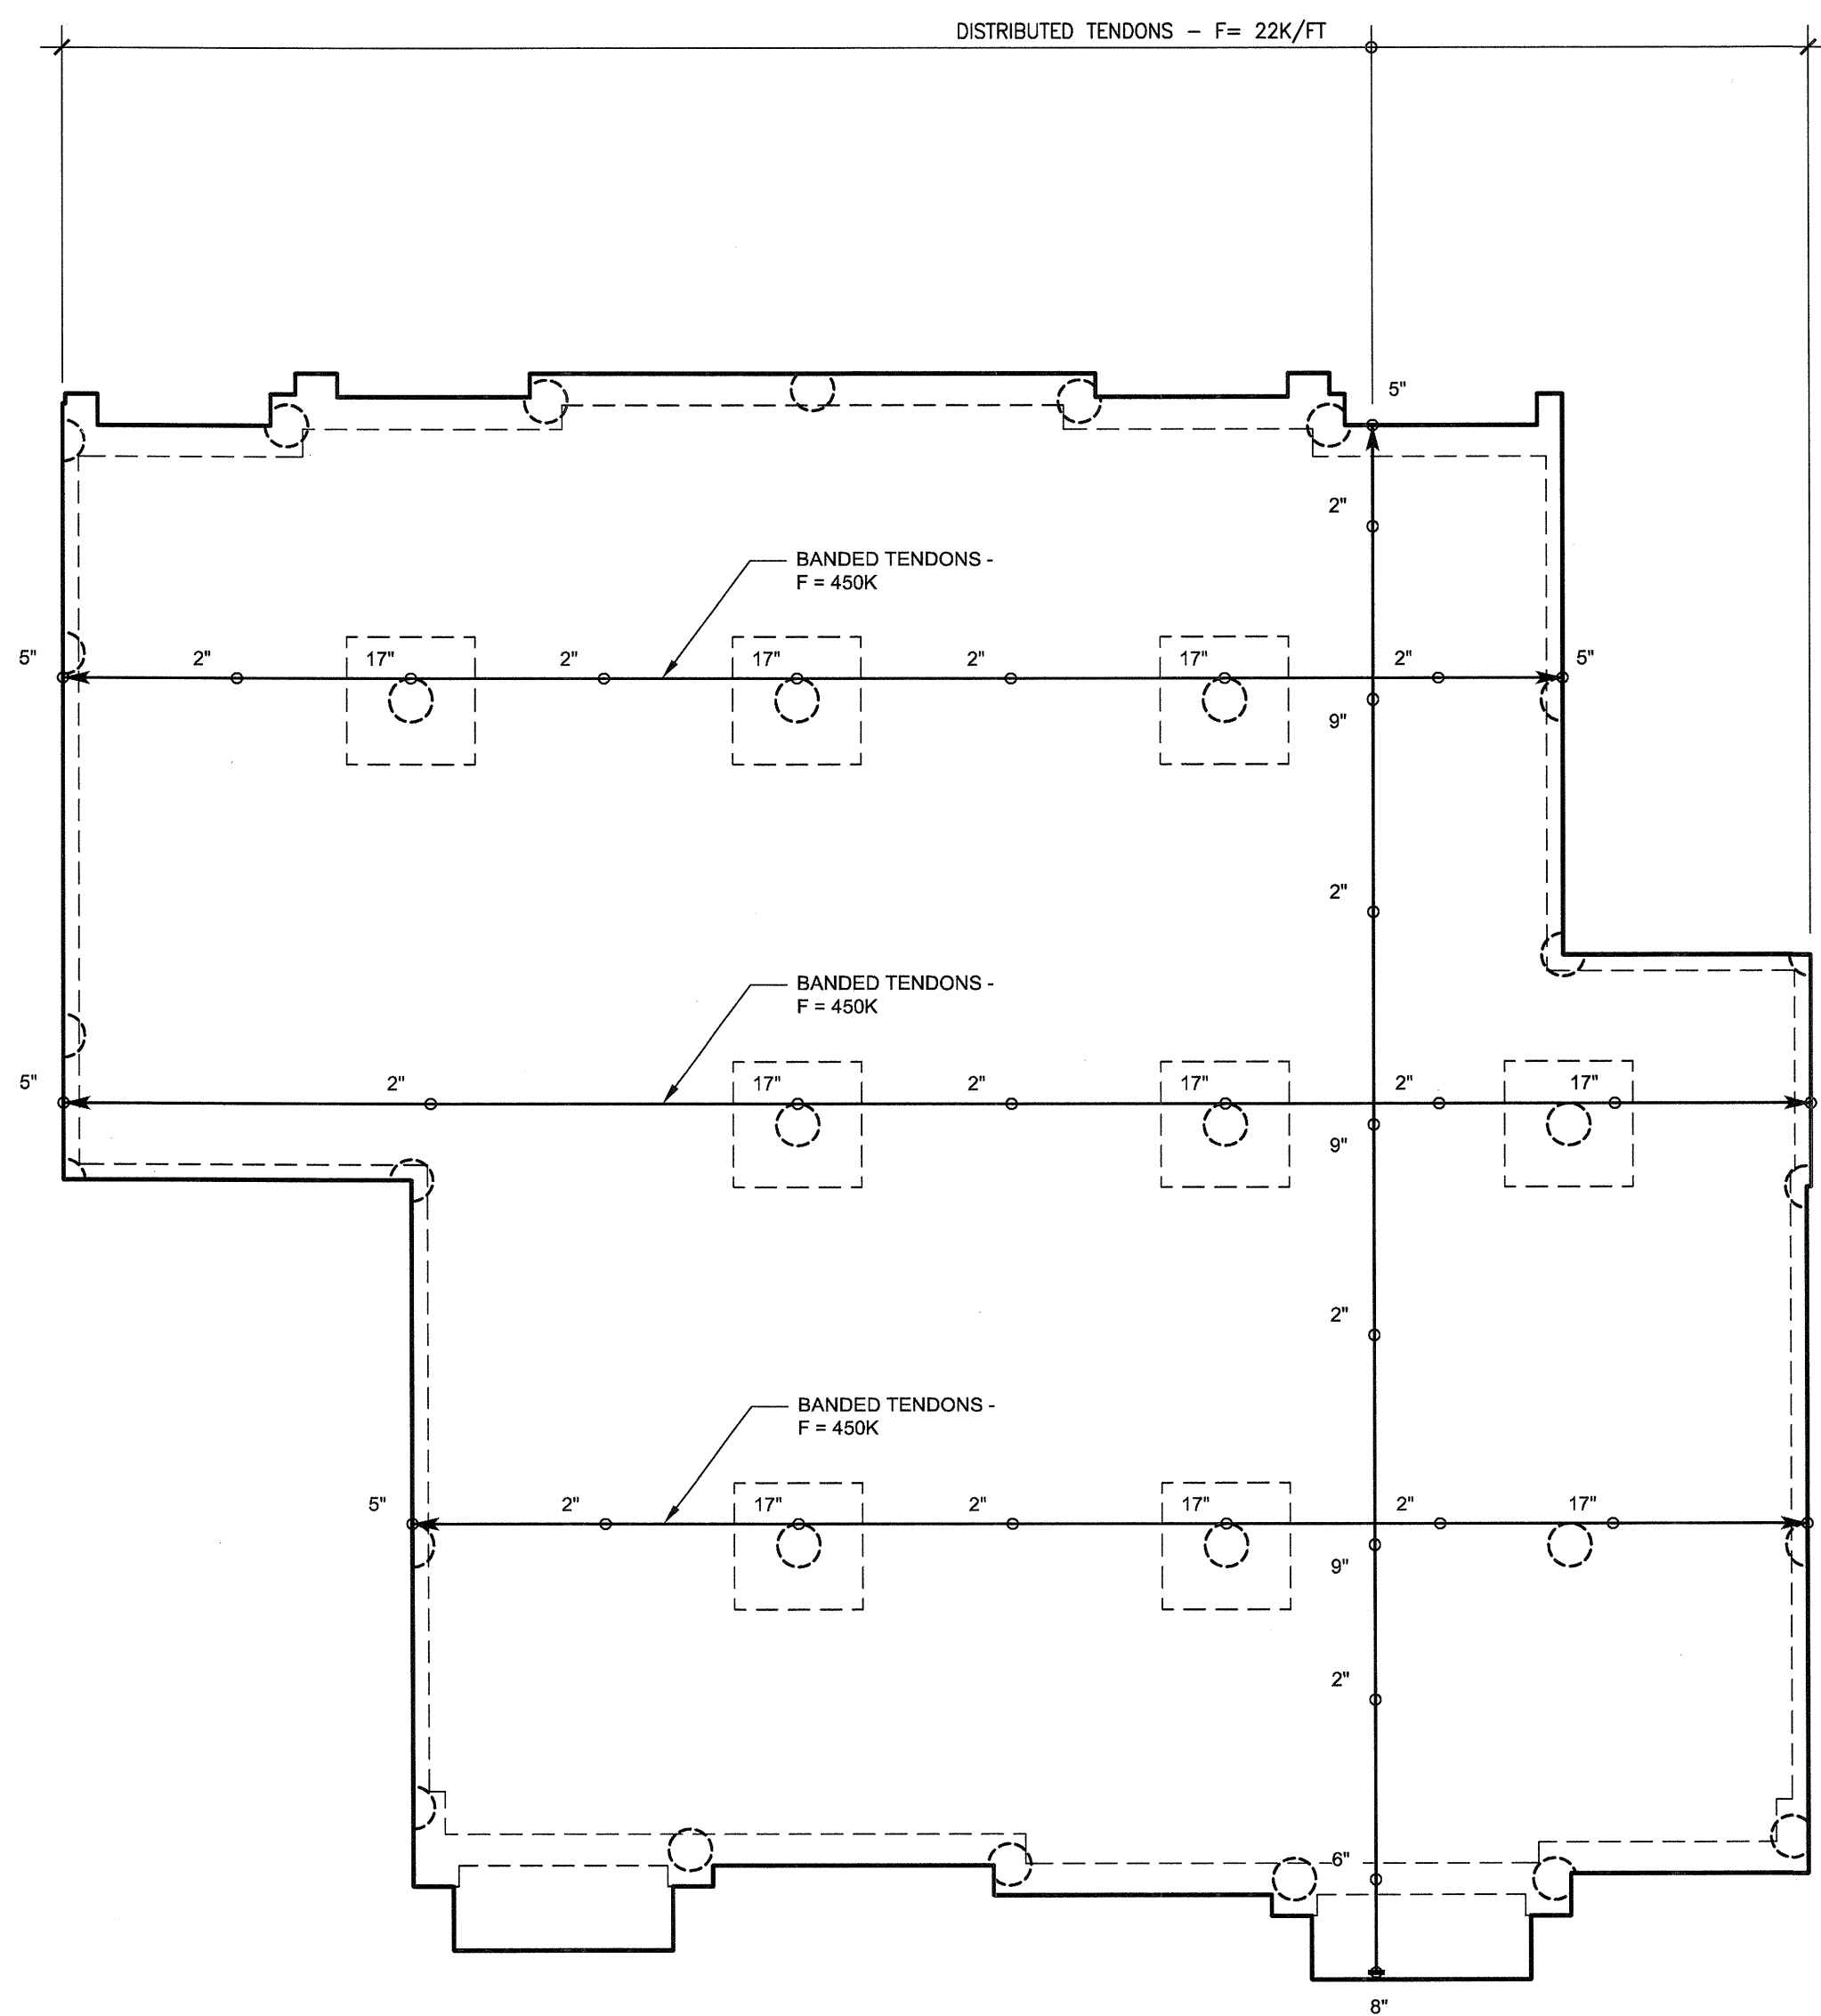 DISTRIBUTED TENDONS - F= 22K/FT
5"
2"
BANDED TENDONS -
F = 450K
5" 2" 17" 2" 17" 2" 17" 2" 5"
9"
2"
BANDED TENDONS -
F = 450K
5" 2" 17" 2" 17" 2" 17"
9"
2"
BANDED TENDONS -
F = 450K
5" 2" 17" 2" 17" 2" 17"
9"
2"
6"
8"